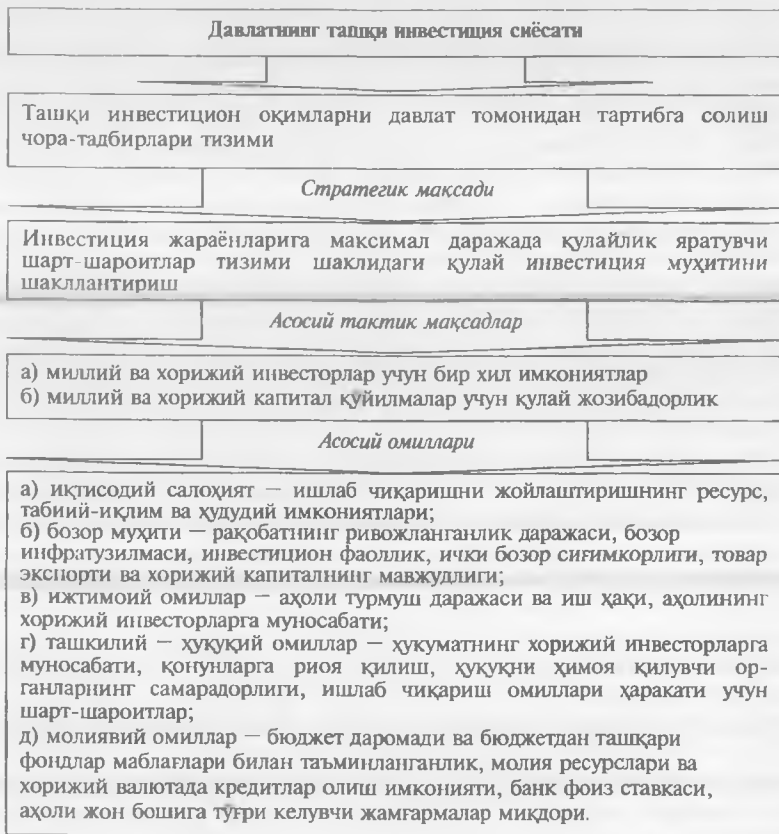 Давлатнинг ташқи инвестиция сиёсати
Ташқи инвестицион оқимларни давлат томонидан тартибга солиш
чора-тадбирлари тизими
Стратегик мақсади
Инвестиция жараёнларига максимал даражада қулайлик яратувчи
шарт-шароитлар тизими шаклидаги қулай инвестиция муҳитини
шакллантириш
Асосий тактик мақсадлар
а) миллий ва хорижий инвесторлар учун бир хил имкониятлар
б) миллий ва хорижий капитал қуйилмалар учун қулай жозибадорлик
Асосий омиллари
а) иқтисодий салоҳият — ишлаб чиқаришни жойлаштиришнинг ресурс,
табиий-иқлим ва ҳудудий имкониятлари;
б) бозор муҳити — рақобатнинг ривожланганлик даражаси, бозор
инфратузилмаси, инвестицион фаоллик, ички бозор сиғимкорлиги, товар
экспорти ва хорижий капиталнинг мавжудлиги;
в) ижтимоий омиллар — аҳоли турмуш даражаси ва иш ҳақи, аҳолининг
хорижий инвесторларга муносабати;
г) ташкилий — ҳуқуқий омиллар — ҳукуматнинг хорижий инвесторларга
муносабати, қонунларга риоя қилиш, ҳуқуқни ҳимоя қилувчи ор-
ганларнинг самарадорлиги, ишлаб чиқариш омиллари ҳаракати учун
шарт-шароитлар;
д) молиявий омиллар — бюджет даромади ва бюджетдан ташқари
фондлар маблағлари билан таъминланганлик, молия ресурслари ва
хорижий валютада кредитлар олиш имконияти, банк фоиз ставкаси,
аҳоли жон бошига тўғри келувчи жамғармалар миқдори.